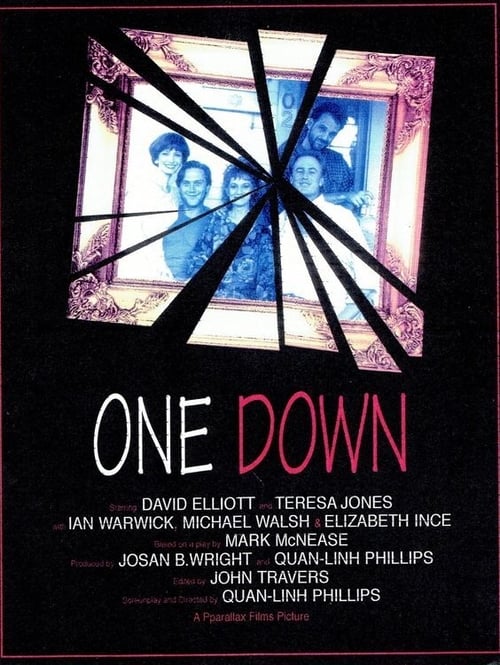 ONE DOWN
Starring DAVID ELLIOTT and TERESA JONES
with IAN WARWICK, MICHAEL WALSH & ELIZABETH INCE
Based on a play by MARK McNEASE
Produced by JOSAN B.WRIGHT and QUAN-LINH PHILLIPS
Edited by JOHN TRAVERS
Screenplay and Directed by QUAN-LINH PHILLIPS
A Pparallax Films Picture